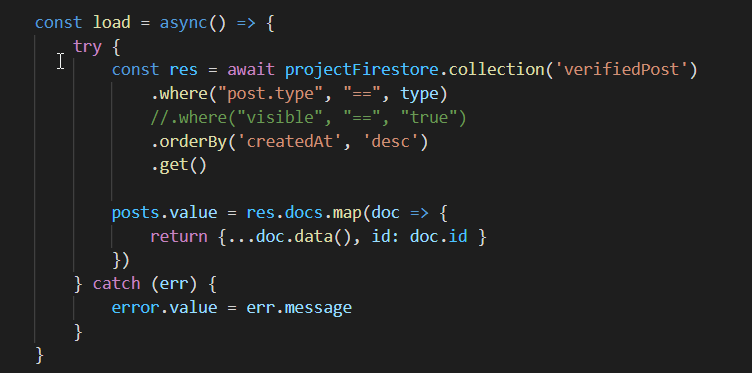 const load = async() => {
try {
const res = await projectFirestore.collection('verifiedPost')
.where("post.type", "==", type)
//.where("visible", "==", "true")
.orderBy('createdAt', 'desc')
.get()
posts.value = res.docs.map(doc => {
return {...doc.data(), id: doc.id }
})
} catch (err) {
error.value = err.message
}
}